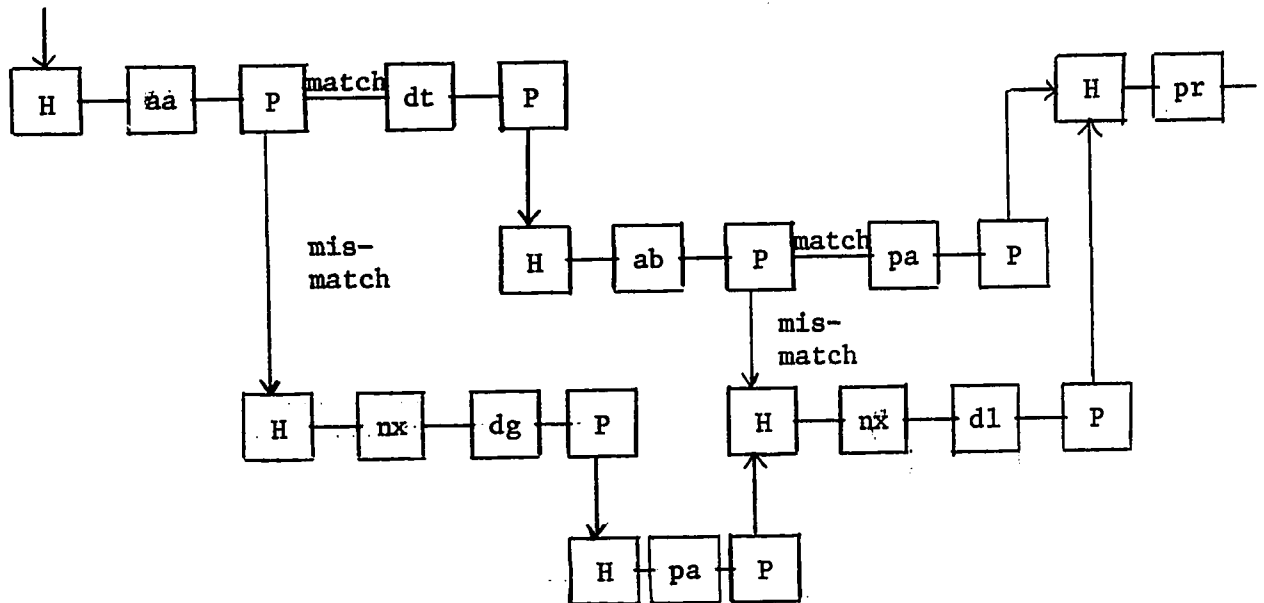 H aa P match dt P H pr
H ab P match pa P
mis-
match
mis-
match
H nx dg P H nx dl P
H pa P